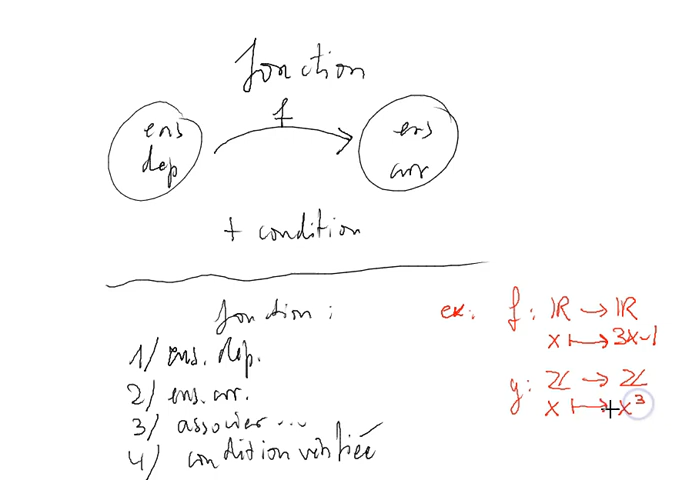 fonction
f
ens
dep
ens
arr
+ condition
fonction :
1/ ens. dep.
2/ ens. arr.
3/ associer ...
4/ condition vérifiée
ex: f: ℝ → ℝ
x ↦ 3x-1
g: ℤ → ℤ
x ↦ x³